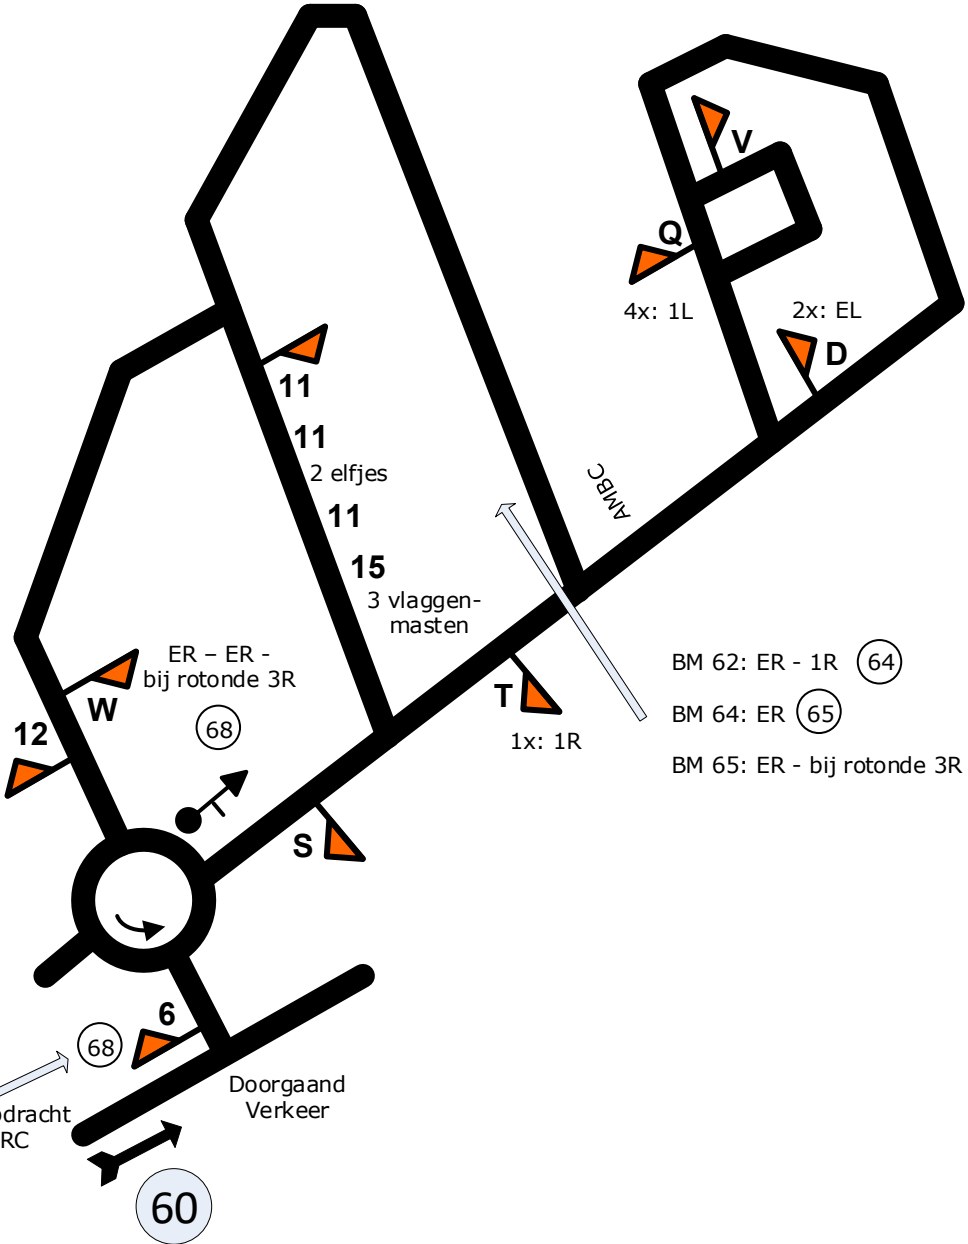 V
Q
4x: 1L
2x: EL
D
11
11
2 elfjes
11
15
3 vlaggen-
masten
AMBC
ER – ER -
bij rotonde 3R
68
W
12
T
1x: 1R
BM 62: ER - 1R 64
BM 64: ER 65
BM 65: ER - bij rotonde 3R
S
6
68
Doorgaand
Verkeer
RC
60